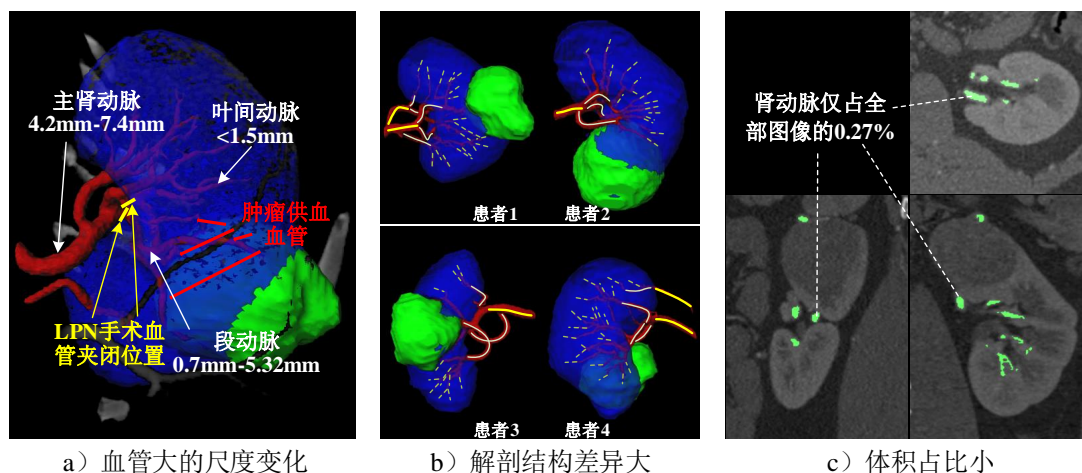 主肾动脉
4.2mm-7.4mm
叶间动脉
<1.5mm
肿瘤供血
血管
LPN手术血
管夹闭位置
段动脉
0.7mm-5.32mm
a）血管大的尺度变化
患者1
患者2
患者3
患者4
b）解剖结构差异大
肾动脉仅占全
部图像的0.27%
c）体积占比小